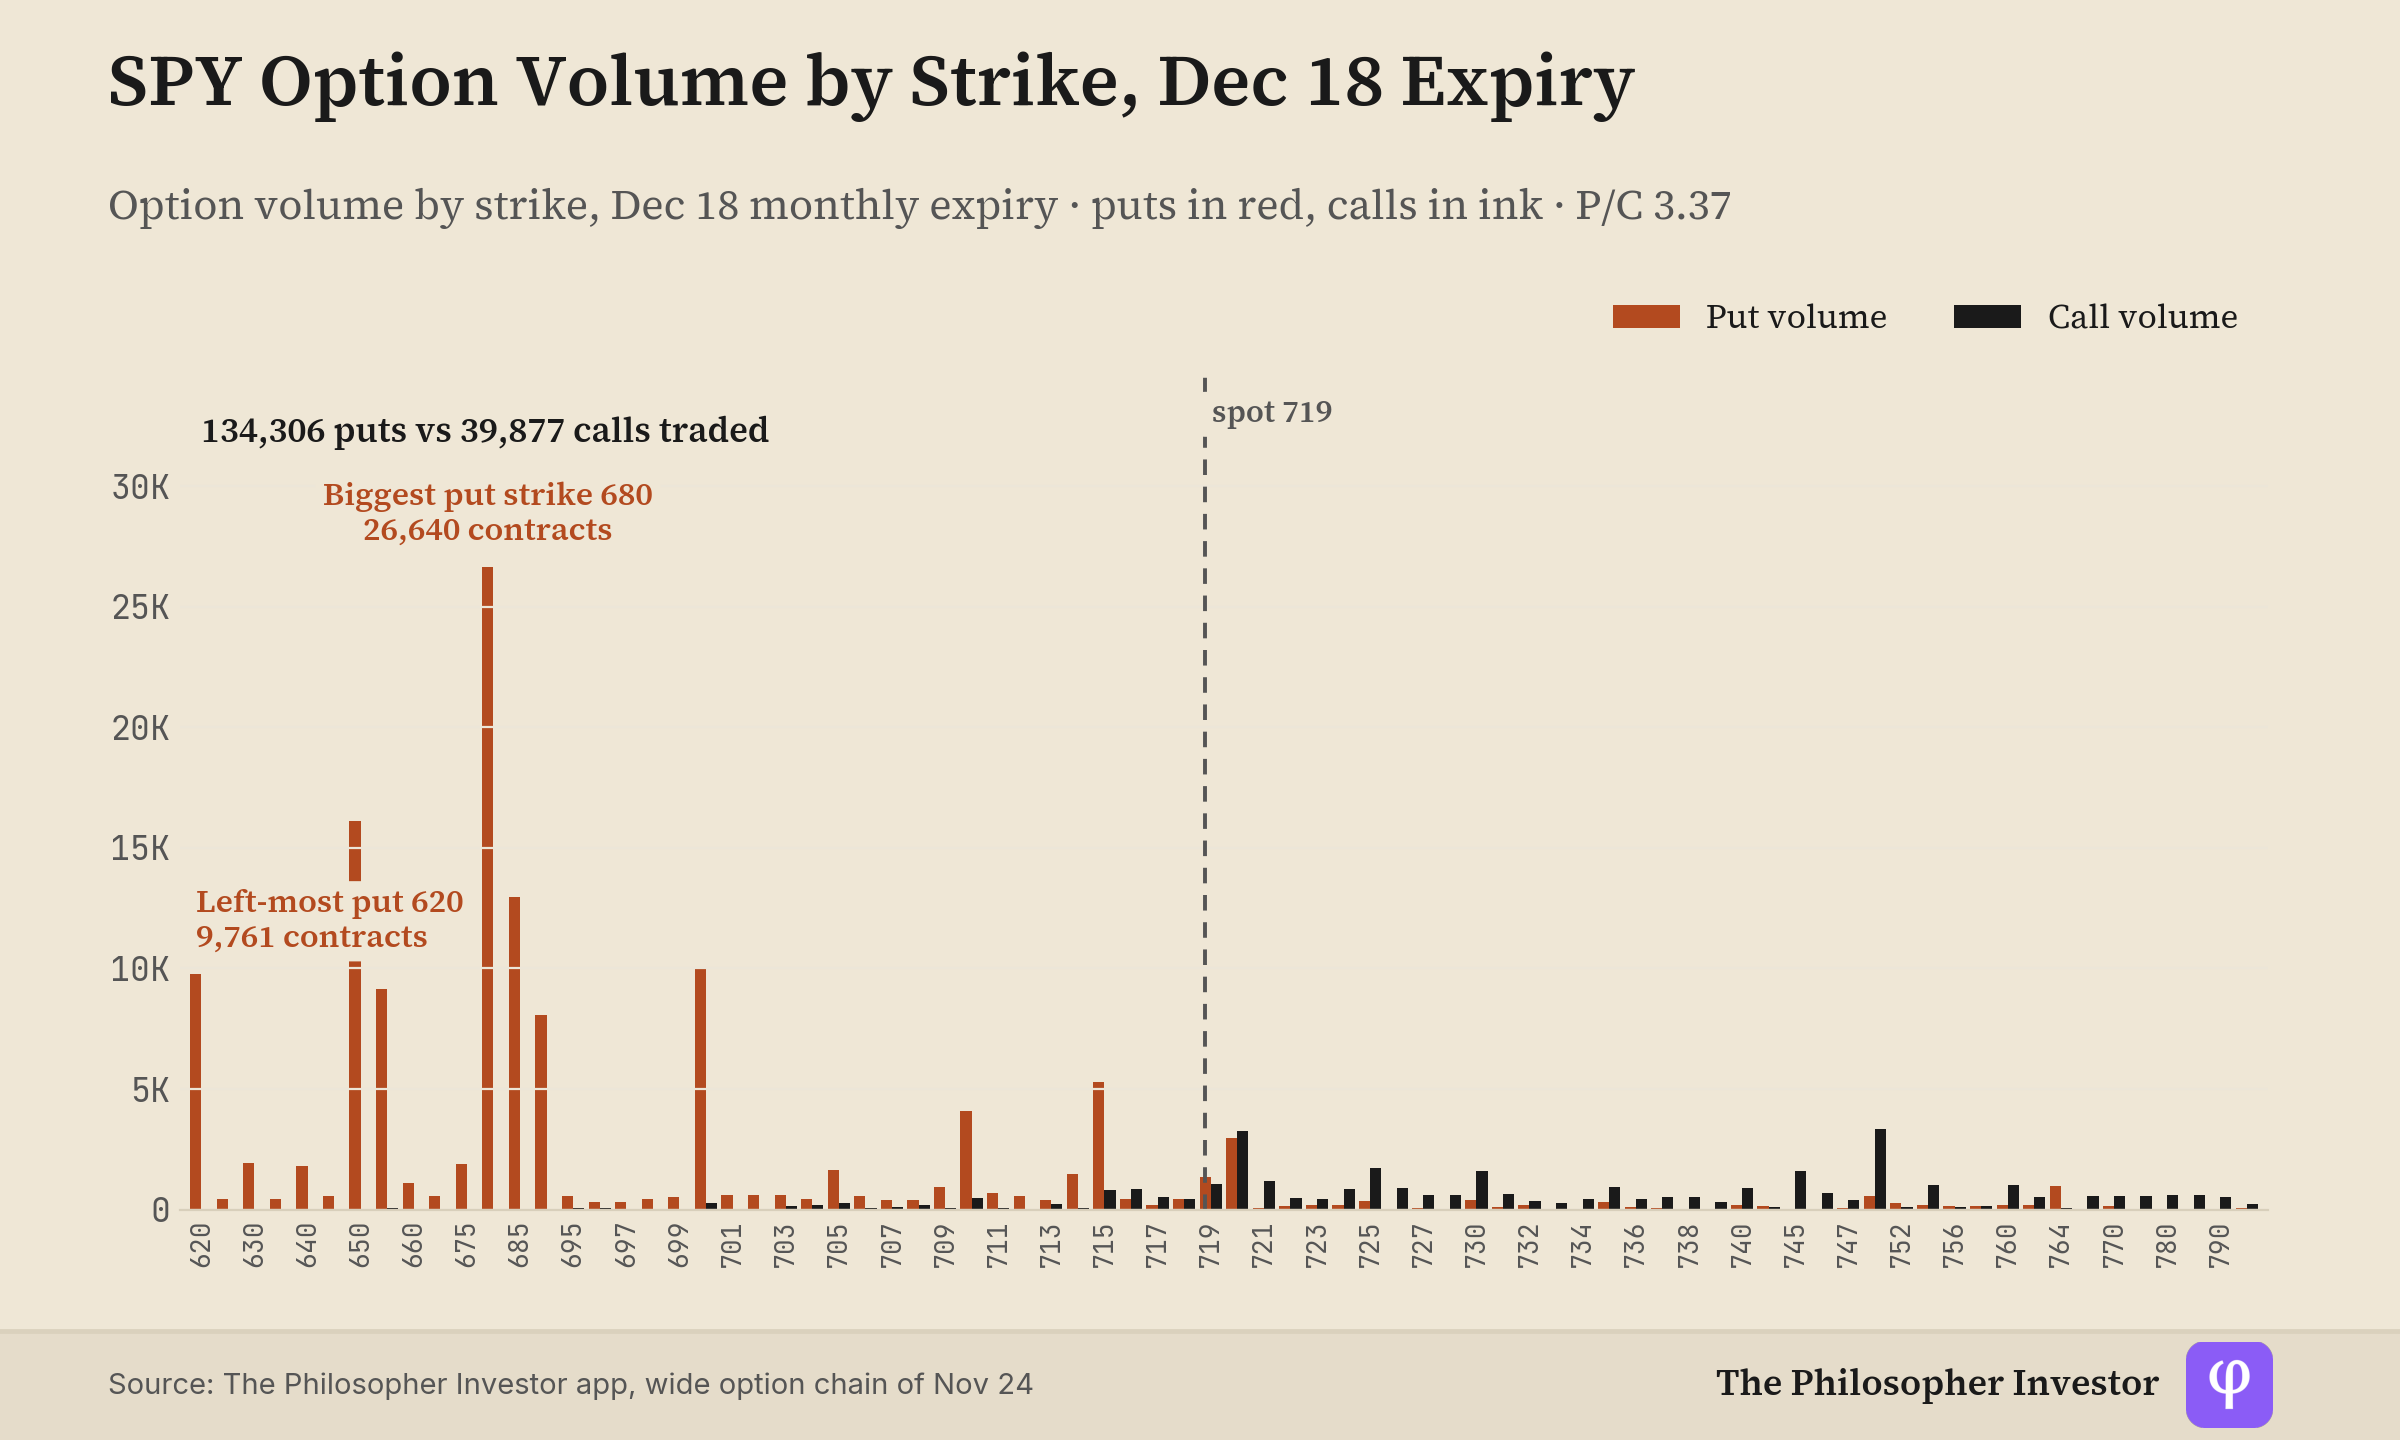 SPY Option Volume by Strike, Dec 18 Expiry
Option volume by strike, Dec 18 monthly expiry · puts in red, calls in ink · P/C 3.37
Put volume
Call volume
spot 719
134,306 puts vs 39,877 calls traded
30K
Biggest put strike 680
26,640 contracts
25K
20K
15K
Left-most put 620
9,761 contracts
10K
5K
0
620 630 640 650 660 675 685 695 697 699 701 703 705 707 709 711 713 715 717 719 721 723 725 727 730 732 734 736 738 740 745 747 752 756 760 764 770 780 790
Source: The Philosopher Investor app, wide option chain of Nov 24
The Philosopher Investor
φ